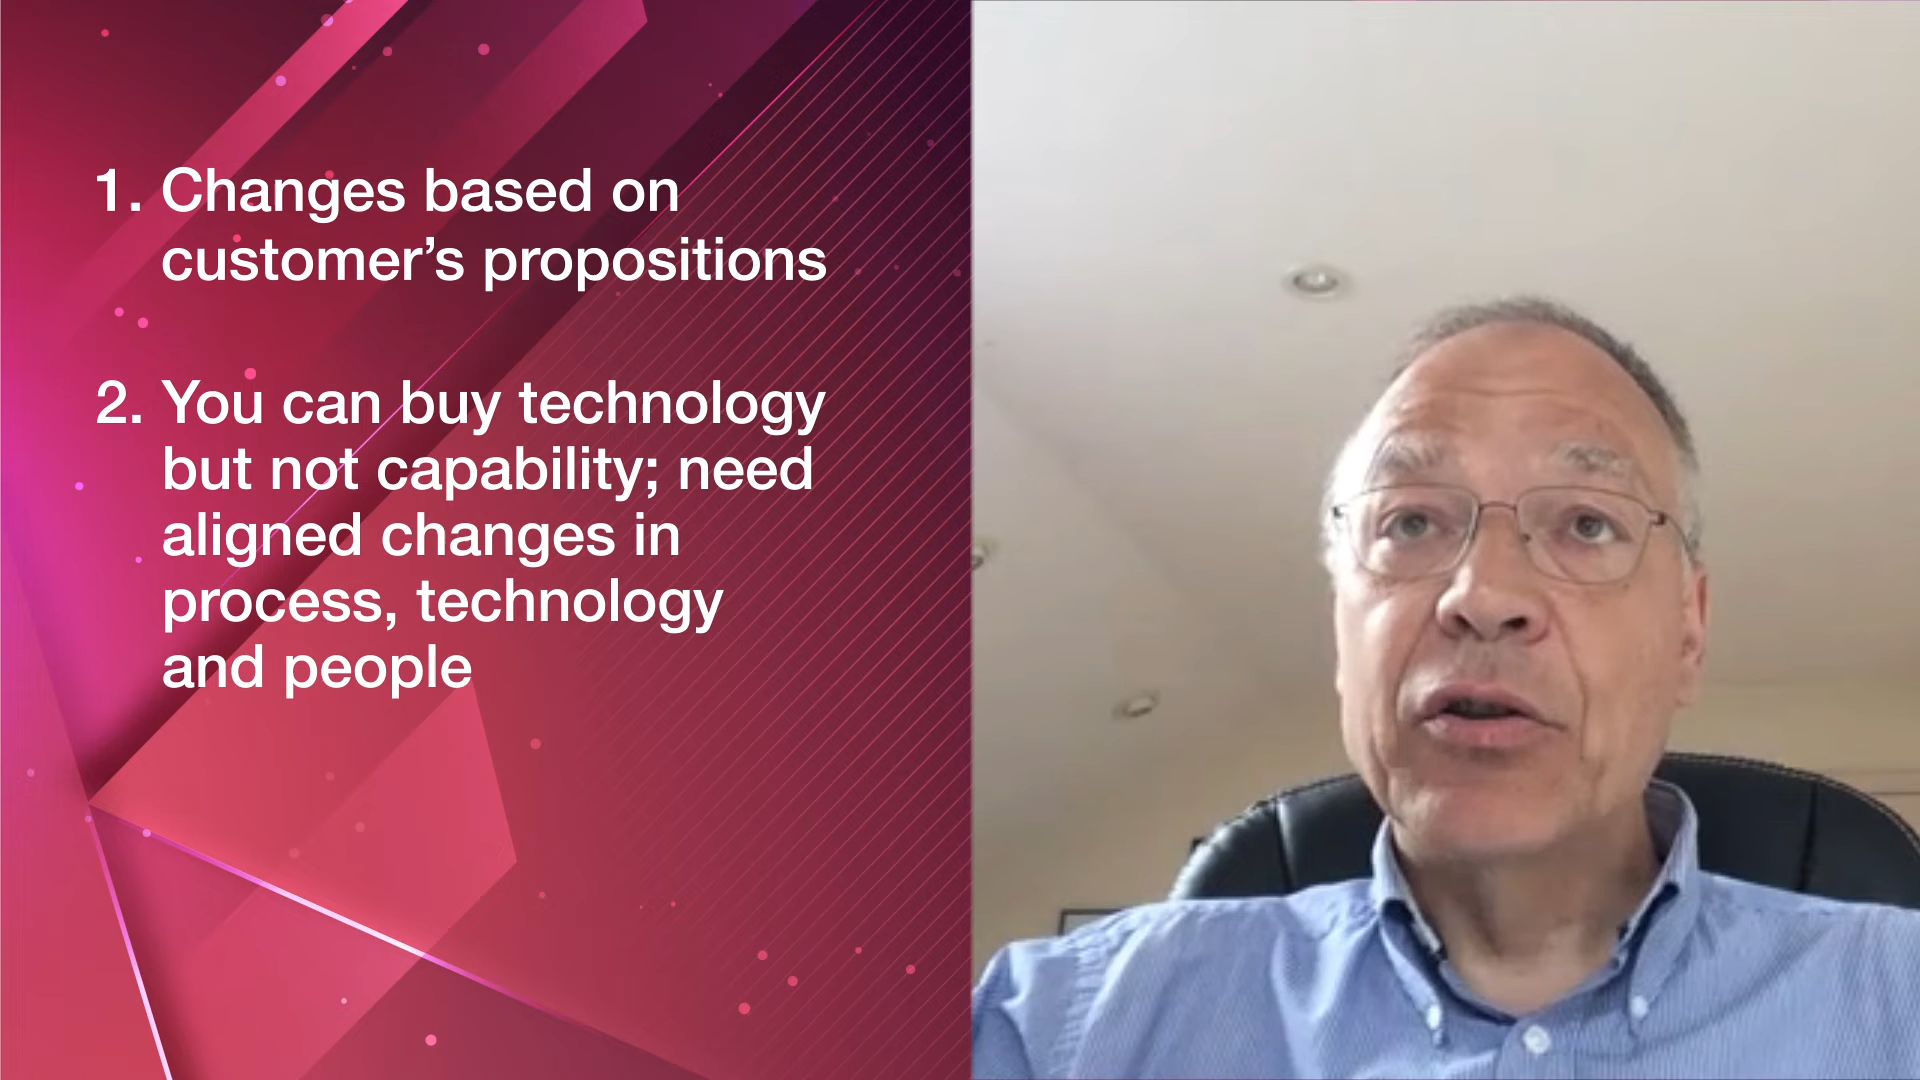 1. Changes based on
customer’s propositions
2. You can buy technology
but not capability; need
aligned changes in
process, technology
and people